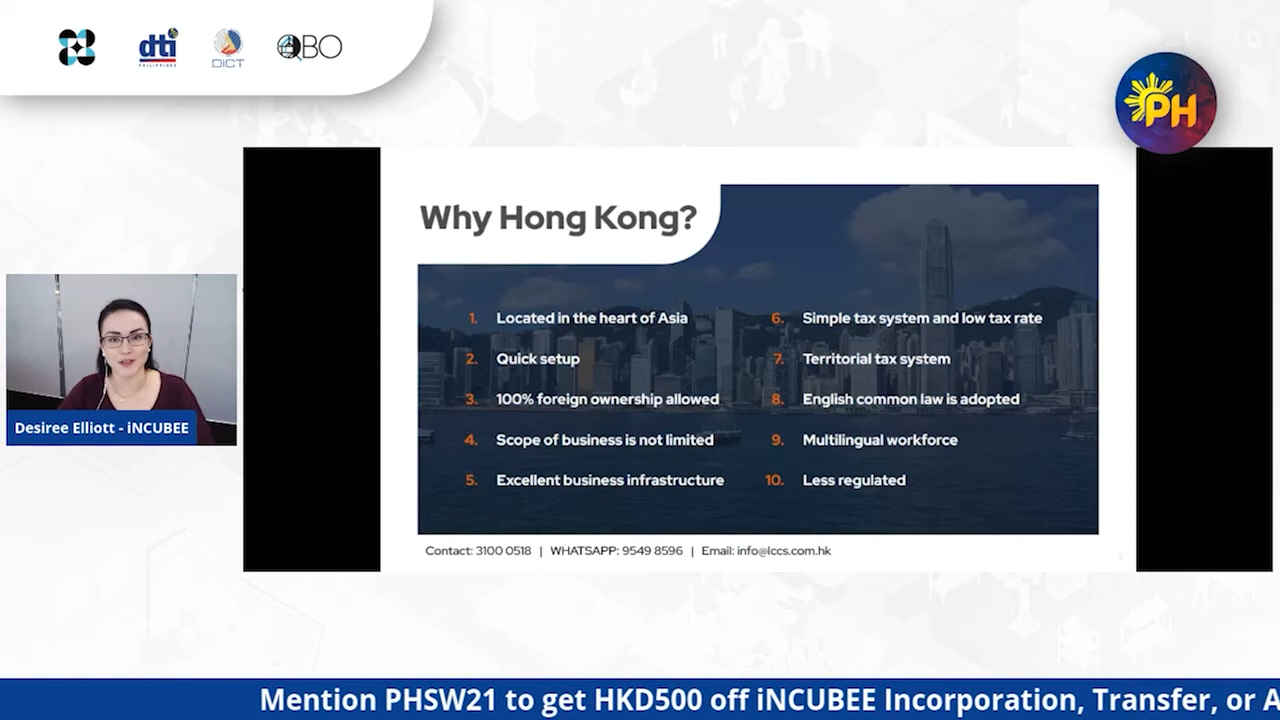 dti
PHILIPPINES
DICT
QBO
PH
Why Hong Kong?
1. Located in the heart of Asia
2. Quick setup
3. 100% foreign ownership allowed
4. Scope of business is not limited
5. Excellent business infrastructure
6. Simple tax system and low tax rate
7. Territorial tax system
8. English common law is adopted
9. Multilingual workforce
10. Less regulated
Contact: 3100 0518 | WHATSAPP: 9549 8596 | Email: info@lccs.com.hk
Desiree Elliott - iNCUBEE
Mention PHSW21 to get HKD500 off iNCUBEE Incorporation, Transfer, or A